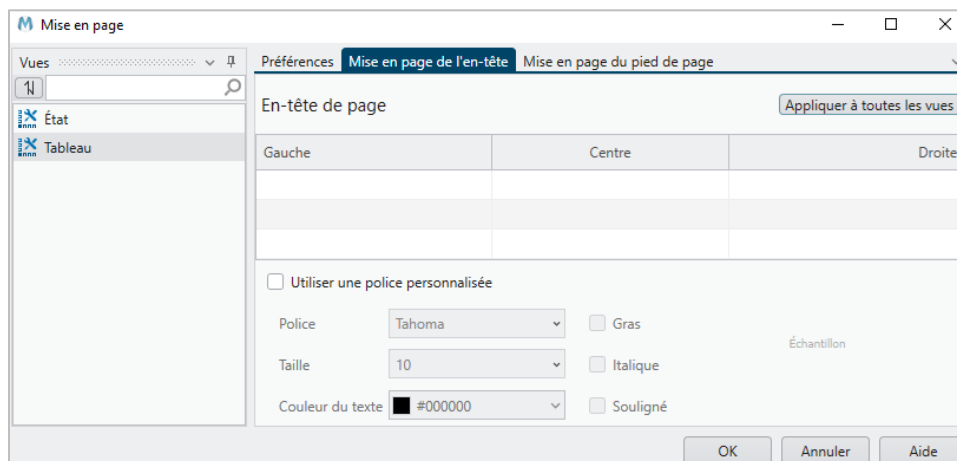 Mise en page
Vues
État
Tableau
Préférences Mise en page de l'en-tête Mise en page du pied de page
En-tête de page Appliquer à toutes les vues
Gauche Centre Droite
Utiliser une police personnalisée
Police Tahoma Gras
Échantillon
Taille 10 Italique
Couleur du texte #000000 Souligné
OK Annuler Aide